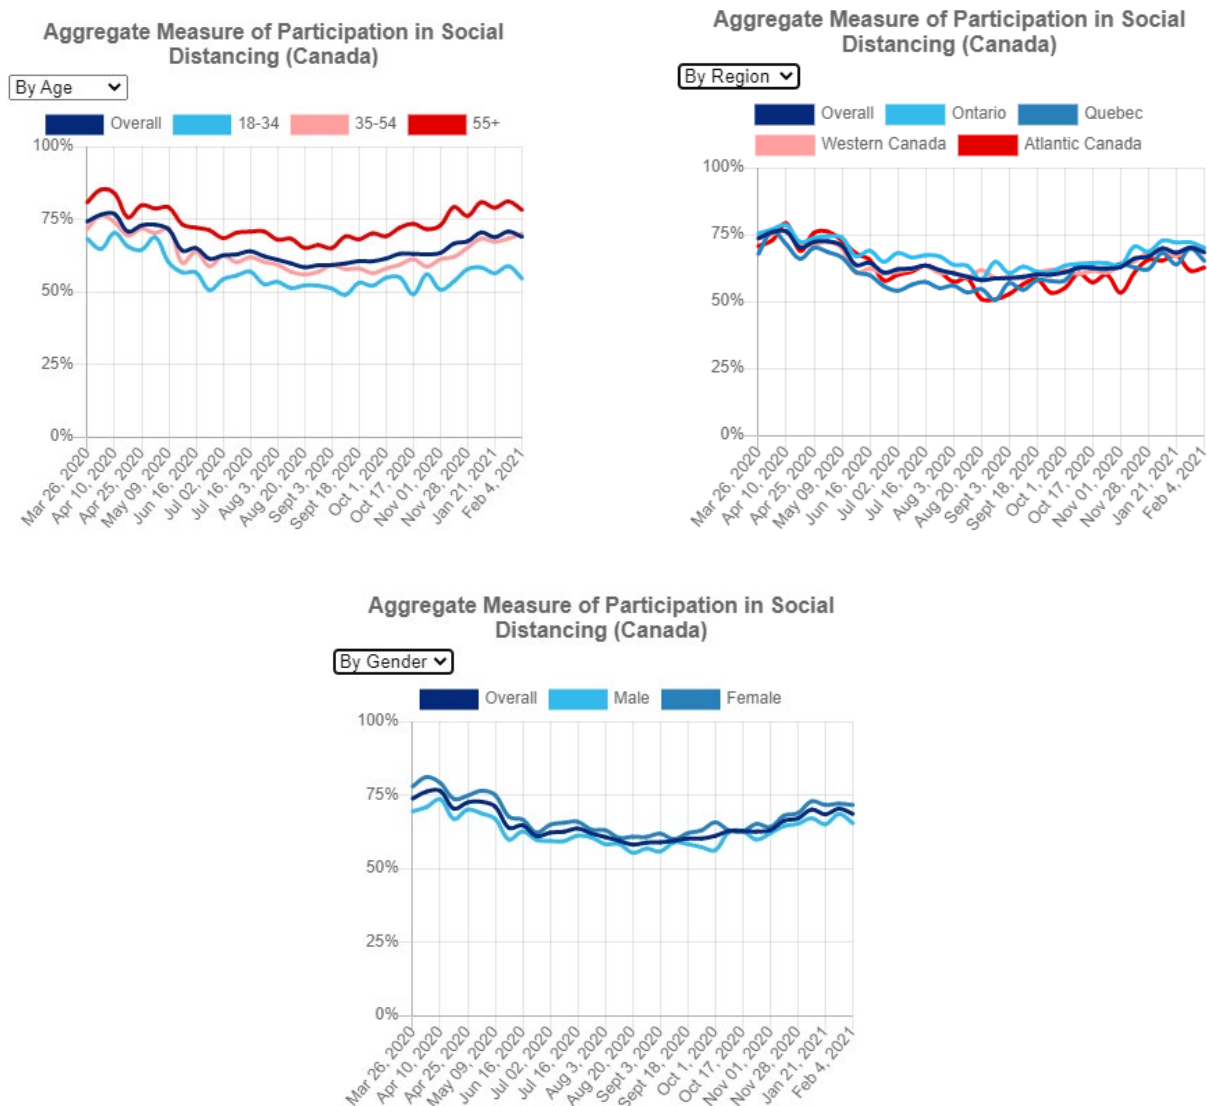 Aggregate Measure of Participation in Social
Distancing (Canada)
By Age
Overall 18-34 35-54 55+
100%
75%
50%
25%
0%
Mar 26, 2020
Apr 10, 2020
Apr 25, 2020
May 09, 2020
Jun 16, 2020
Jul 02, 2020
Jul 16, 2020
Aug 3, 2020
Aug 20, 2020
Sept 3, 2020
Sept 18, 2020
Oct 1, 2020
Oct 17, 2020
Nov 01, 2020
Nov 28, 2020
Jan 21, 2021
Feb 4, 2021
Aggregate Measure of Participation in Social
Distancing (Canada)
By Region
Overall Ontario Quebec
Western Canada Atlantic Canada
100%
75%
50%
25%
0%
Mar 26, 2020
Apr 10, 2020
Apr 25, 2020
May 09, 2020
Jun 16, 2020
Jul 02, 2020
Jul 16, 2020
Aug 3, 2020
Aug 20, 2020
Sept 3, 2020
Sept 18, 2020
Oct 1, 2020
Oct 17, 2020
Nov 01, 2020
Nov 28, 2020
Jan 21, 2021
Feb 4, 2021
Aggregate Measure of Participation in Social
Distancing (Canada)
By Gender
Overall Male Female
100%
75%
50%
25%
0%
Mar 26, 2020
Apr 10, 2020
Apr 25, 2020
May 09, 2020
Jun 16, 2020
Jul 02, 2020
Jul 16, 2020
Aug 3, 2020
Aug 20, 2020
Sept 3, 2020
Sept 18, 2020
Oct 1, 2020
Oct 17, 2020
Nov 01, 2020
Nov 28, 2020
Jan 21, 2021
Feb 4, 2021